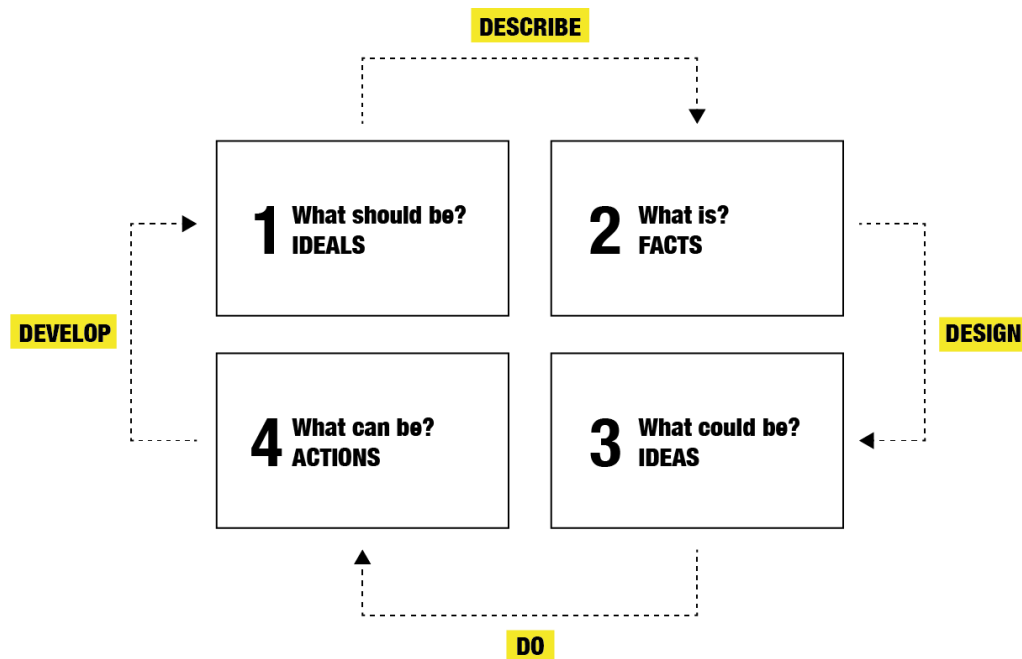 DESCRIBE
1
What should be?
IDEALS
2
What is?
FACTS
DEVELOP
DESIGN
4
What can be?
ACTIONS
3
What could be?
IDEAS
DO